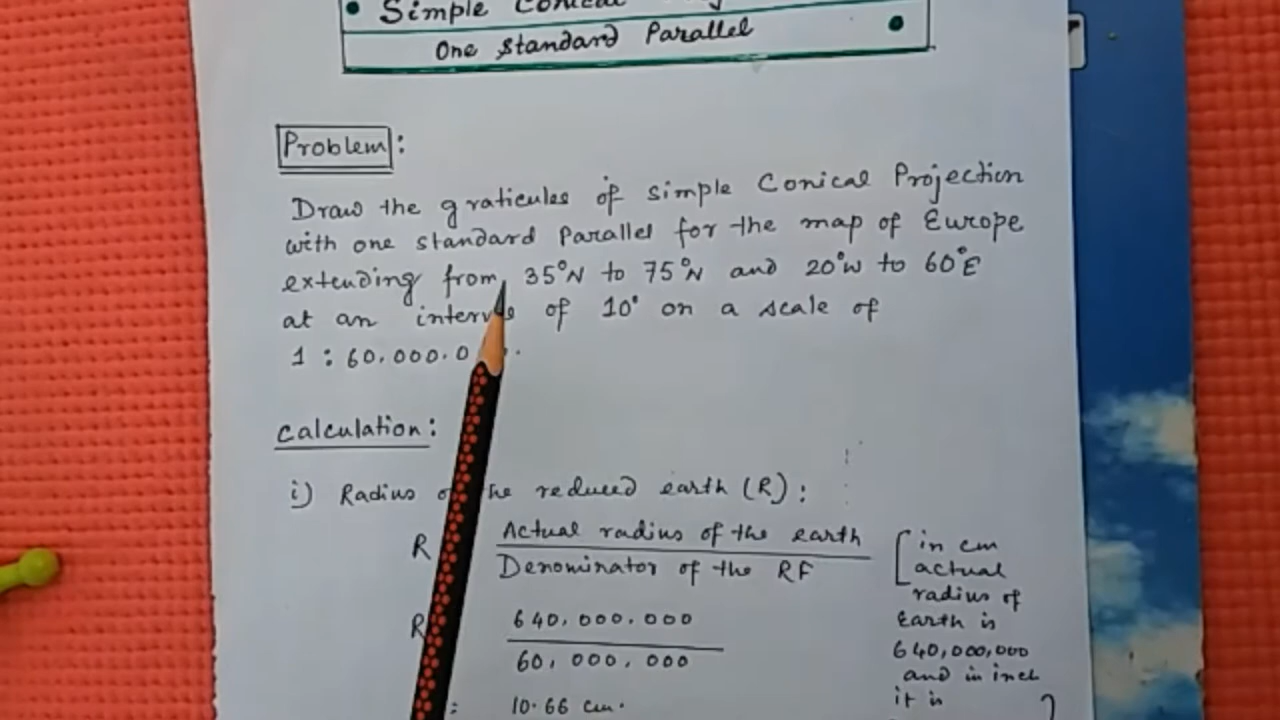 • Simple Conical
One Standard Parallel •
Problem:
Draw the graticules of simple Conical Projection
with one standard Parallel for the map of Europe
extending from 35°N to 75°N and 20°W to 60°E
at an of 10° on a scale of
1 : 60,000,0
Calculation:
i) Radius the reduced earth (R):
R Actual radius of the earth
Denominator of the RF
[in cm
actual
radius of
Earth is
640,000,000
and in inch
it is
R 640,000,000
60,000,000
: 10.66 cm.